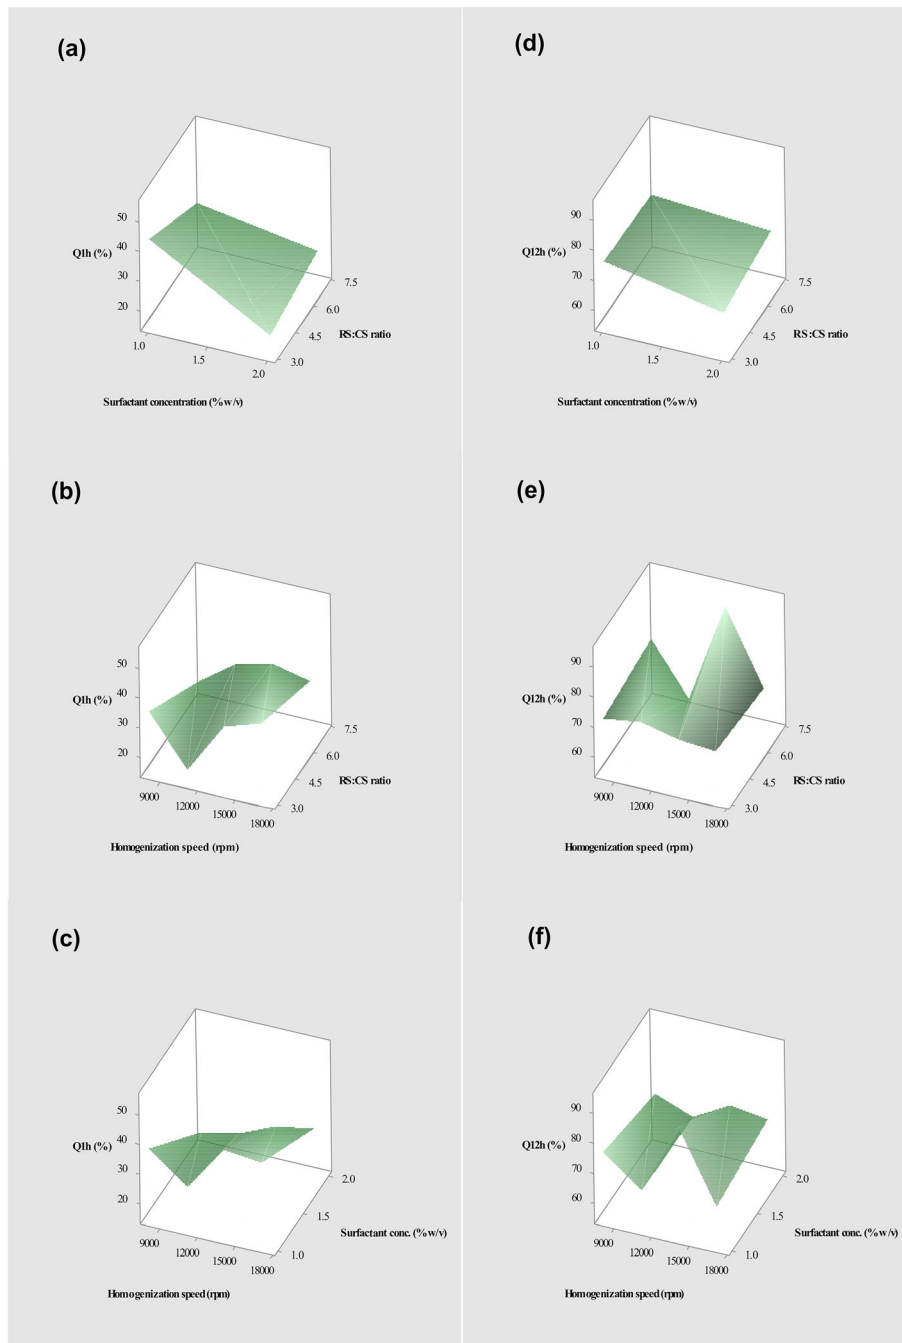 (a)
50
40
Q1h (%)
30
20
7.5
6.0
4.5
RS:CS ratio
3.0
1.0
1.5
2.0
Surfactant concentration (% w/v)
(d)
90
80
Q12h (%)
70
60
7.5
6.0
4.5
RS:CS ratio
3.0
1.0
1.5
2.0
Surfactant concentration (% w/v)
(b)
50
40
Q1h (%)
30
20
7.5
6.0
4.5
RS:CS ratio
3.0
9000
12000
15000
18000
Homogenization speed (rpm)
(e)
90
80
Q12h (%)
70
60
7.5
6.0
4.5
RS:CS ratio
3.0
9000
12000
15000
18000
Homogenization speed (rpm)
(c)
50
40
Q1h (%)
30
20
2.0
1.5
Surfactant conc. (% w/v)
1.0
9000
12000
15000
18000
Homogenization speed (rpm)
(f)
90
80
Q12h (%)
70
60
2.0
1.5
Surfactant conc. (% w/v)
1.0
9000
12000
15000
18000
Homogenization speed (rpm)